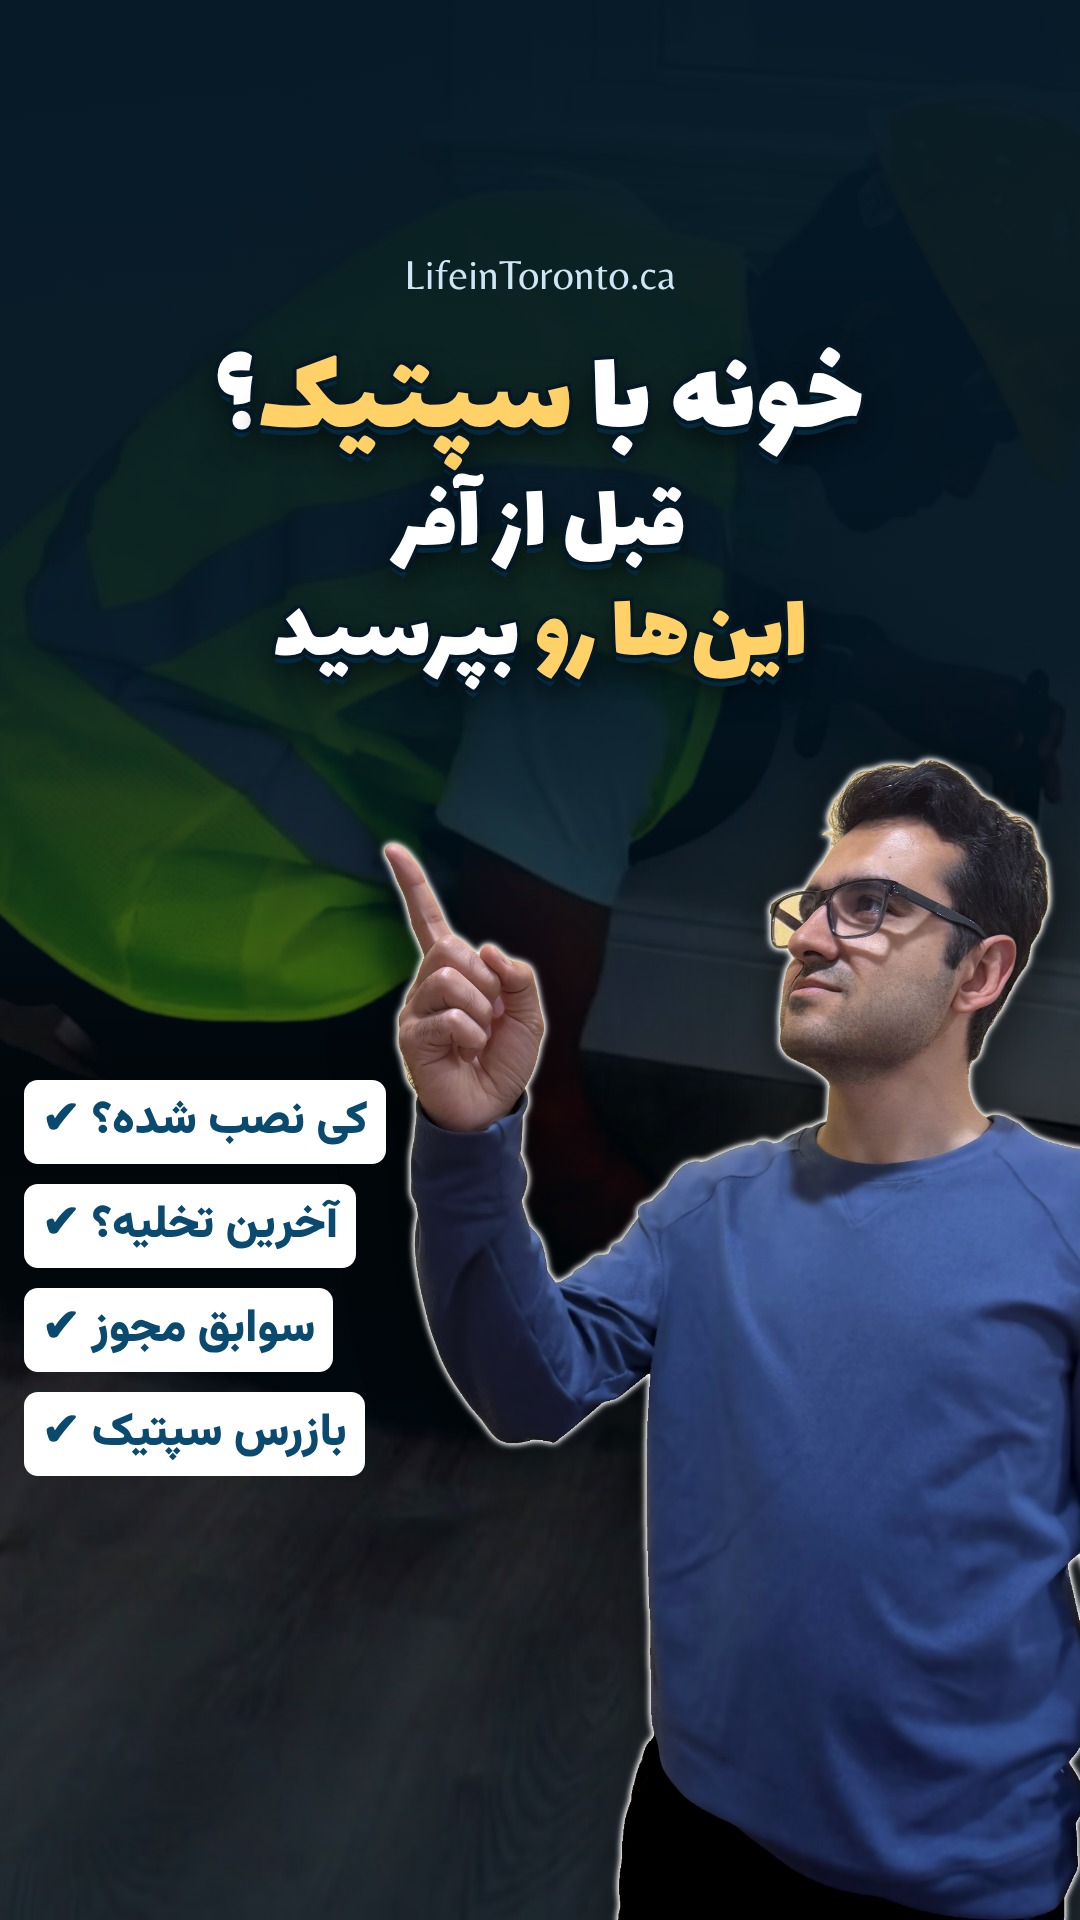 LifeinToronto.ca
خونه با سپتیک؟
قبل از آفر
این‌ها رو بپرسید
کی نصب شده؟ ✔
آخرین تخلیه؟ ✔
سوابق مجوز ✔
بازرس سپتیک ✔